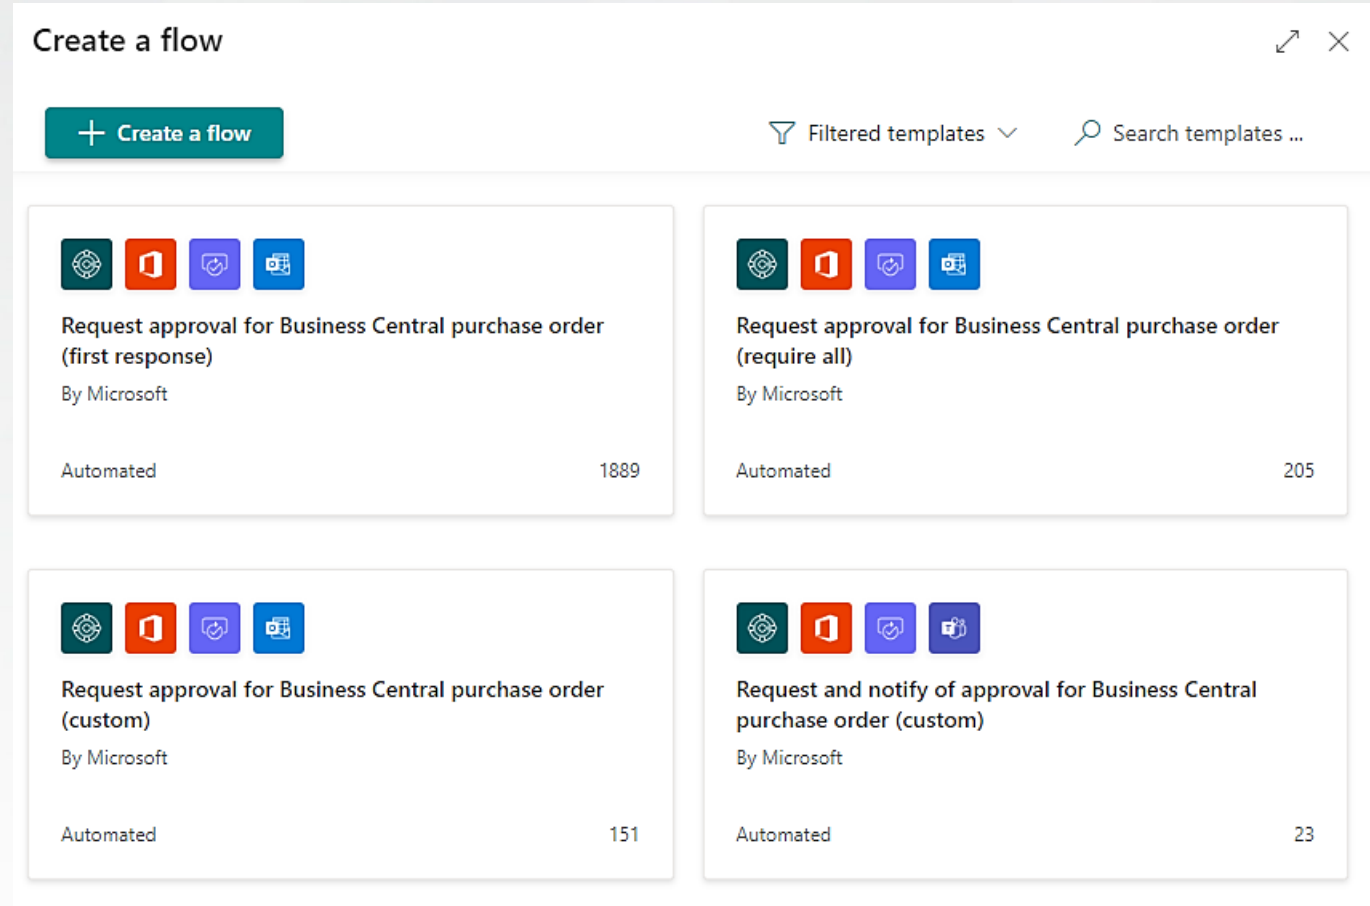 Create a flow
Create a flow
Filtered templates
Search templates ...
Request approval for Business Central purchase order
(first response)
By Microsoft
Automated
1889
Request approval for Business Central purchase order
(require all)
By Microsoft
Automated
205
Request approval for Business Central purchase order
(custom)
By Microsoft
Automated
151
Request and notify of approval for Business Central
purchase order (custom)
By Microsoft
Automated
23